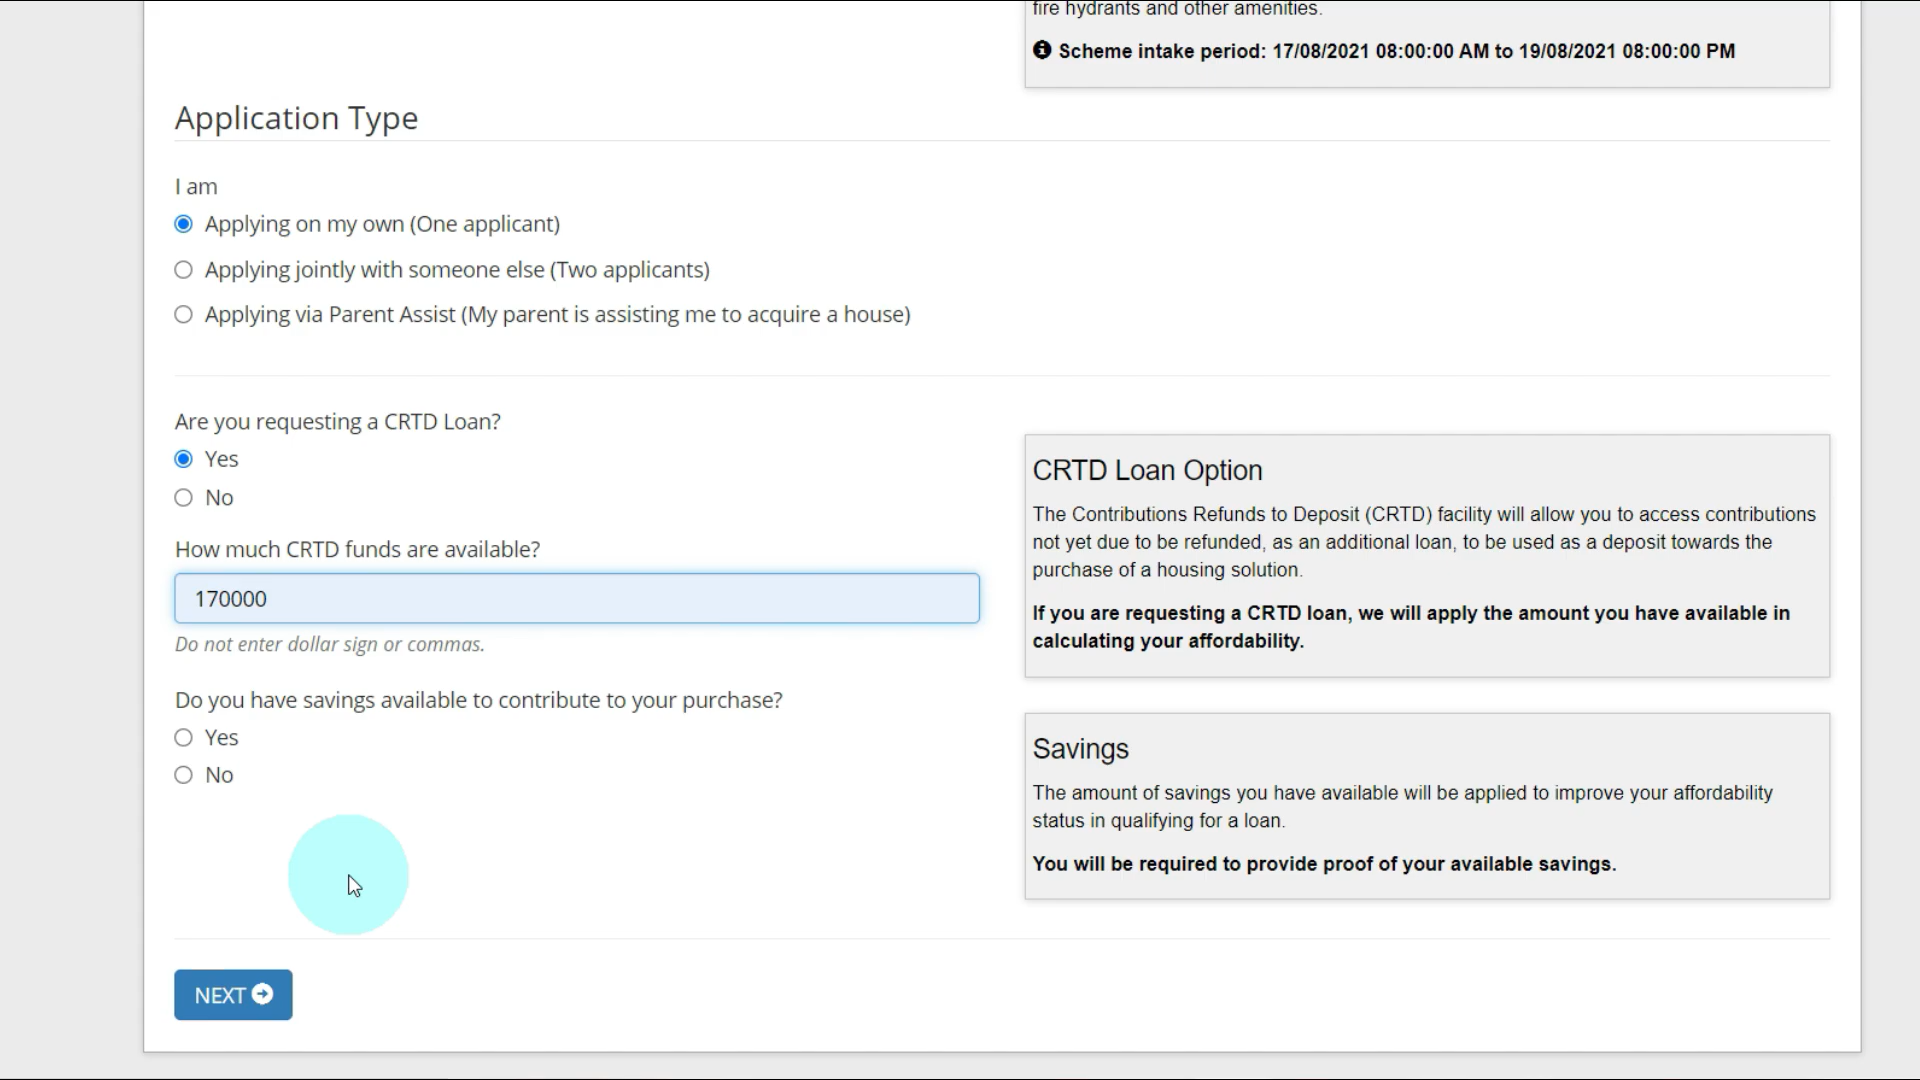 fire hydrants and other amenities.
Scheme intake period: 17/08/2021 08:00:00 AM to 19/08/2021 08:00:00 PM
Application Type
I am
Applying on my own (One applicant)
Applying jointly with someone else (Two applicants)
Applying via Parent Assist (My parent is assisting me to acquire a house)
Are you requesting a CRTD Loan?
Yes
No
How much CRTD funds are available?
170000
Do not enter dollar sign or commas.
Do you have savings available to contribute to your purchase?
Yes
No
CRTD Loan Option
The Contributions Refunds to Deposit (CRTD) facility will allow you to access contributions
not yet due to be refunded, as an additional loan, to be used as a deposit towards the
purchase of a housing solution.
If you are requesting a CRTD loan, we will apply the amount you have available in
calculating your affordability.
Savings
The amount of savings you have available will be applied to improve your affordability
status in qualifying for a loan.
You will be required to provide proof of your available savings.
NEXT